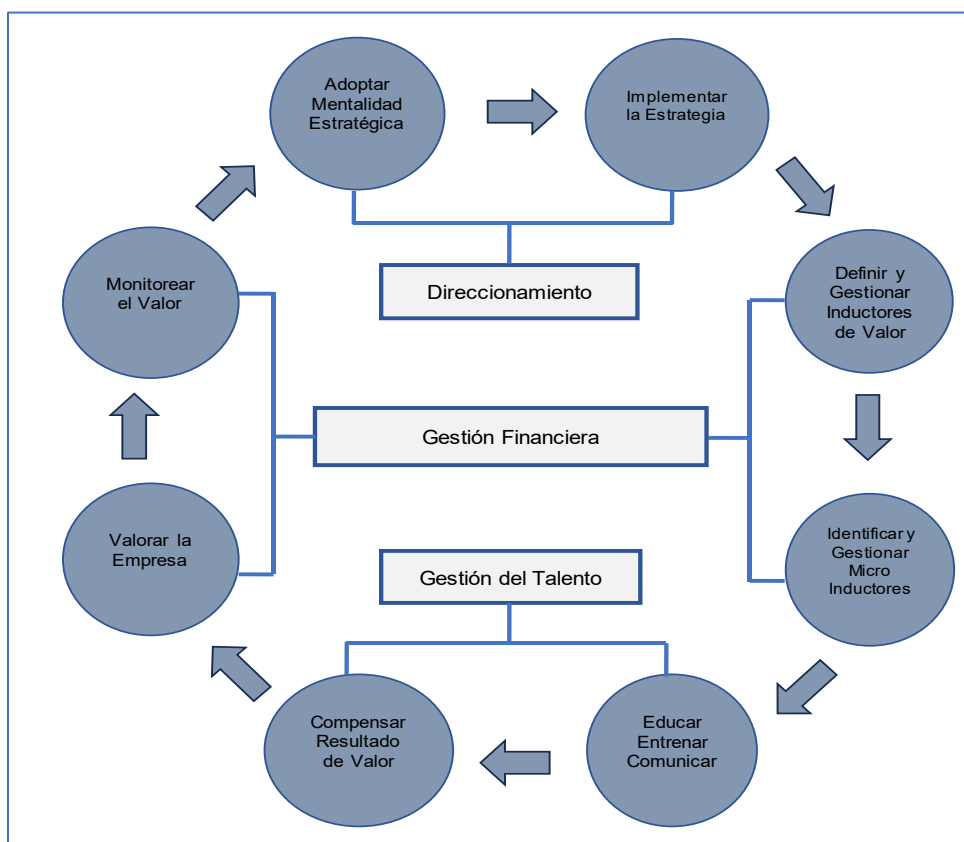 Adoptar
Mentalidad
Estratégica
Implementar
la Estrategia
Direccionamiento
Monitorear
el Valor
Definir y
Gestionar
Inductores
de Valor
Gestión Financiera
Valorar la
Empresa
Identificar y
Gestionar
Micro
Inductores
Gestión del Talento
Compensar
Resultado
de Valor
Educar
Entrenar
Comunicar